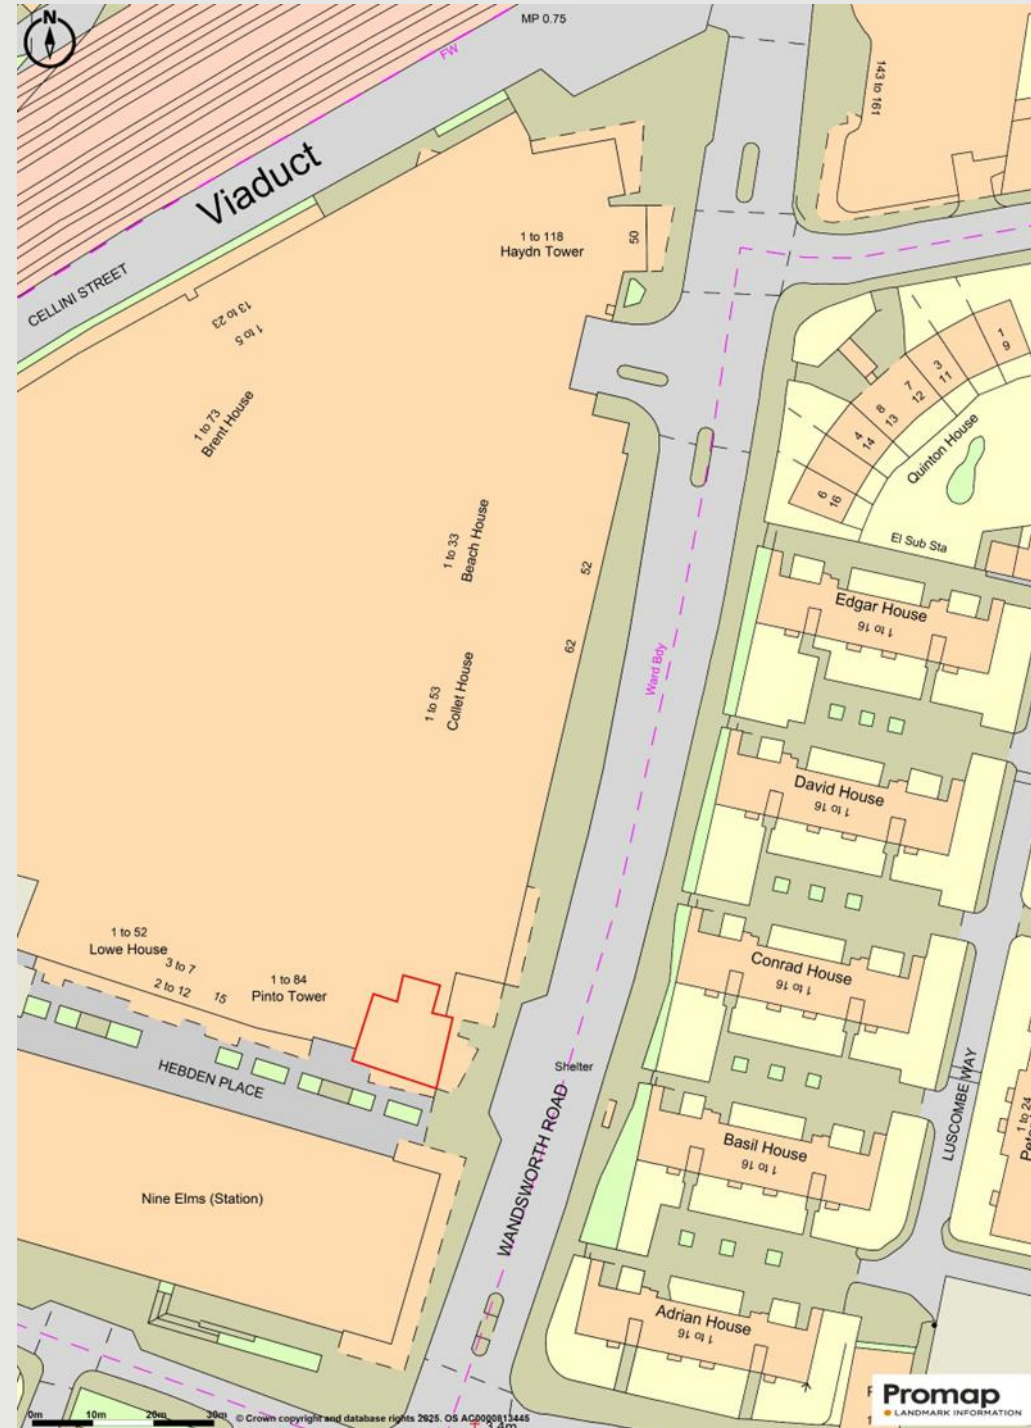 N
MP 0.75
FW
Viaduct
143 to 161
CELLINI STREET
1 to 118
Haydn Tower
50
13 to 23
1 to 5
1 to 73
Brent House
1
9
3
11
7
12
8
13
4
14
6
16
Quinton House
El Sub Sta
1 to 33
Beach House
52
62
Edgar House
1 to 16
Ward Bdy
1 to 53
Collet House
David House
1 to 16
1 to 52
Lowe House
3 to 7
2 to 12
15
1 to 84
Pinto Tower
Conrad House
1 to 16
HEBDEN PLACE
Shelter
LUSCOMBE WAY
1 to 24
Basil House
1 to 16
WANDSWORTH ROAD
Nine Elms (Station)
Adrian House
1 to 16
0m 10m 20m 30m
© Crown copyright and database rights 2025. OS AC0000813445
3.4m
Promap
LANDMARK INFORMATION